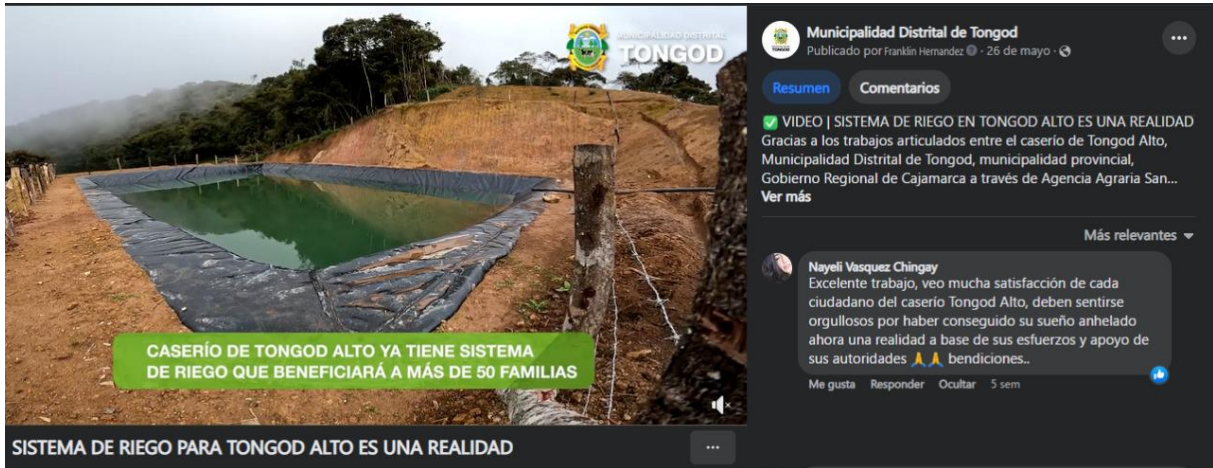 MUNICIPALIDAD DISTRITAL
TONGOD
CASERÍO DE TONGOD ALTO YA TIENE SISTEMA
DE RIEGO QUE BENEFICIARÁ A MÁS DE 50 FAMILIAS
SISTEMA DE RIEGO PARA TONGOD ALTO ES UNA REALIDAD
Municipalidad Distrital de Tongod
Publicado por Franklin Hernandez · 26 de mayo ·
Resumen
Comentarios
✅ VIDEO | SISTEMA DE RIEGO EN TONGOD ALTO ES UNA REALIDAD
Gracias a los trabajos articulados entre el caserío de Tongod Alto,
Municipalidad Distrital de Tongod, municipalidad provincial,
Gobierno Regional de Cajamarca a través de Agencia Agraria San...
Ver más
Más relevantes
Nayeli Vasquez Chingay
Excelente trabajo, veo mucha satisfacción de cada
ciudadano del caserío Tongod Alto, deben sentirse
orgullosos por haber conseguido su sueño anhelado
ahora una realidad a base de sus esfuerzos y apoyo de
sus autoridades 🙏🙏 bendiciones..
Me gusta Responder Ocultar 5 sem